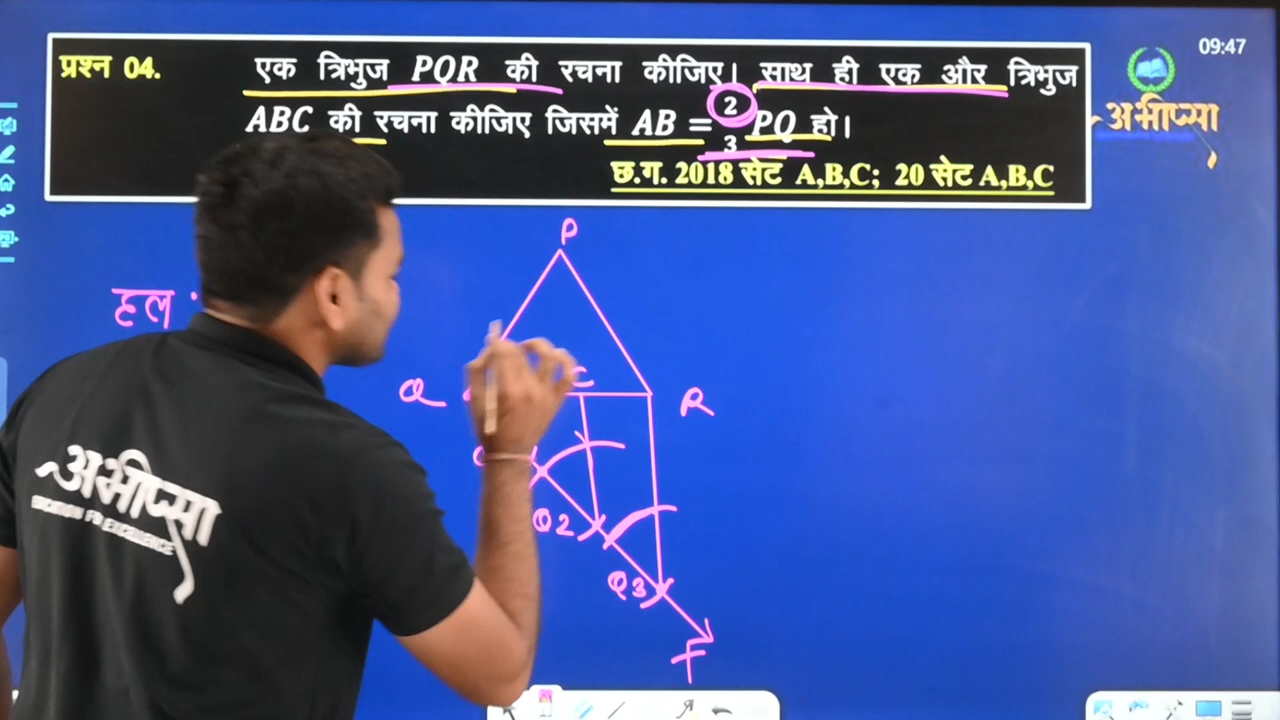 09:47
प्रश्न 04. एक त्रिभुज PQR की रचना कीजिए। साथ ही एक और त्रिभुज
ABC की रचना कीजिए जिसमें AB = 2/3 PQ हो।
छ.ग. 2018 सेट A,B,C; 20 सेट A,B,C
अभीप्सा
P
हल
Q C R
Q2
Q3
F
अभीप्सा